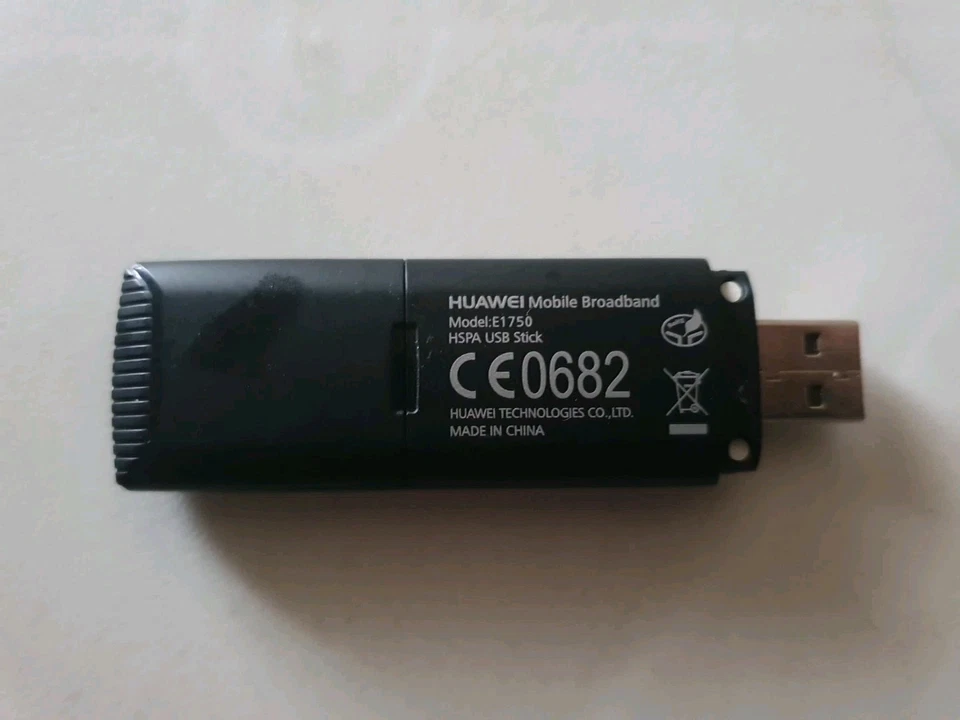 HUAWEI Mobile Broadband
Model:E1750
HSPA USB Stick
CE0682
HUAWEI TECHNOLOGIES CO.,LTD.
MADE IN CHINA